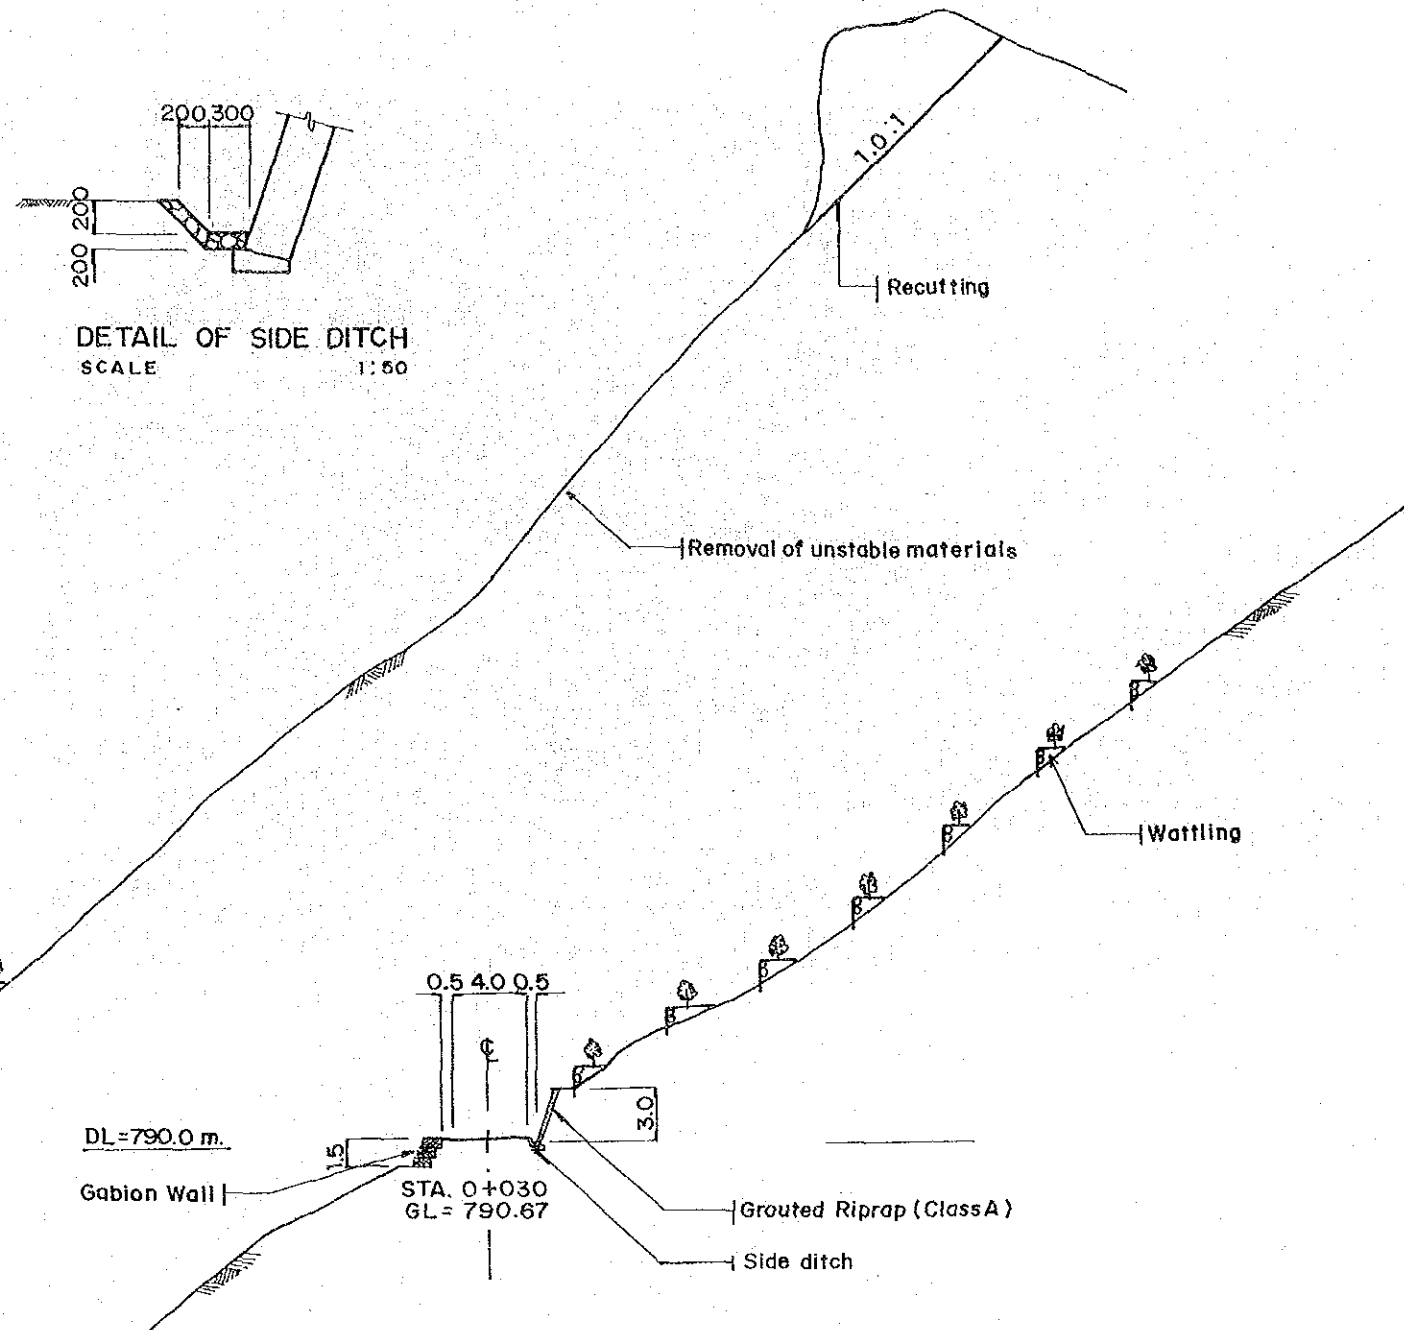 200 300
200
200
DETAIL OF SIDE DITCH
SCALE 1:50
1.0:1
Recutting
Removal of unstable materials
Wattling
0.5 4.0 0.5
℄
3.0
DL=790.0 m.
1.5
Gabion Wall
STA. 0+030
GL= 790.67
Grouted Riprap (Class A)
Side ditch